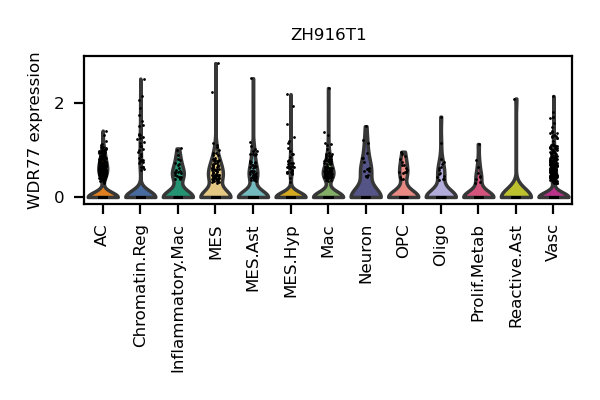 ZH916T1
WDR77 expression
2
0
AC
Chromatin.Reg
Inflammatory.Mac
MES
MES.Ast
MES.Hyp
Mac
Neuron
OPC
Oligo
Prolif.Metab
Reactive.Ast
Vasc